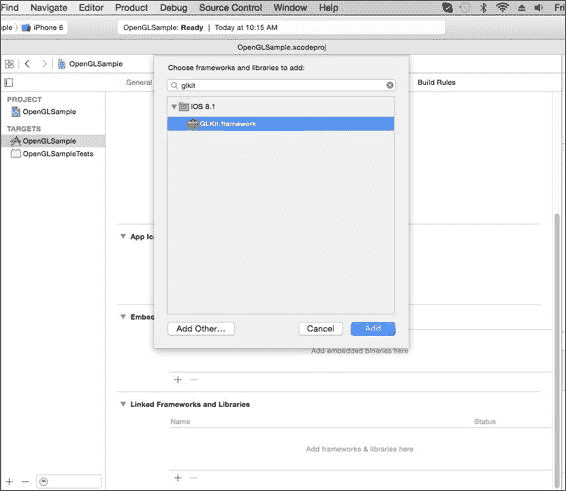 Find Navigate Editor Product Debug Source Control Window Help Fri
ple iPhone 6 OpenGLSample: Ready | Today at 10:15 AM
OpenGLSample.xcodeproj
OpenGLSample
Choose frameworks and libraries to add:
General
glkit
Build Rules
PROJECT
OpenGLSample
TARGETS
OpenGLSample
OpenGLSampleTests
iOS 8.1
GLKit.framework
App Ico
Embed
Add Other...
Cancel
Add
Add embedded binaries here
+ −
Linked Frameworks and Libraries
Name Status
Add frameworks & libraries here
+ −
+ −